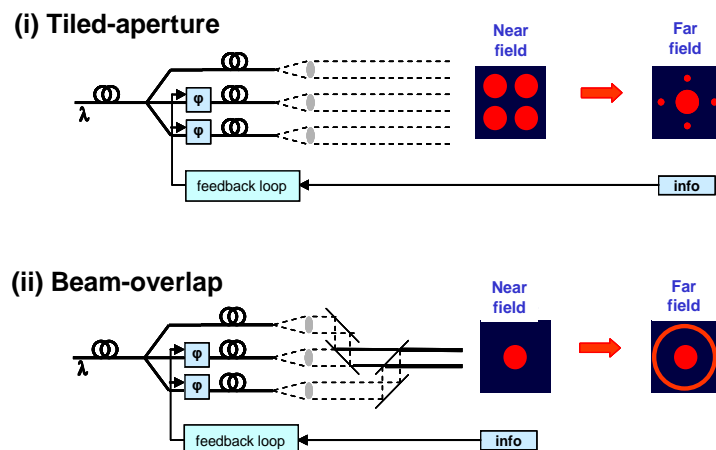 (i) Tiled-aperture
Near
field
Far
field
φ
λ
φ
feedback loop
info
(ii) Beam-overlap
Near
field
Far
field
φ
λ
φ
feedback loop
info